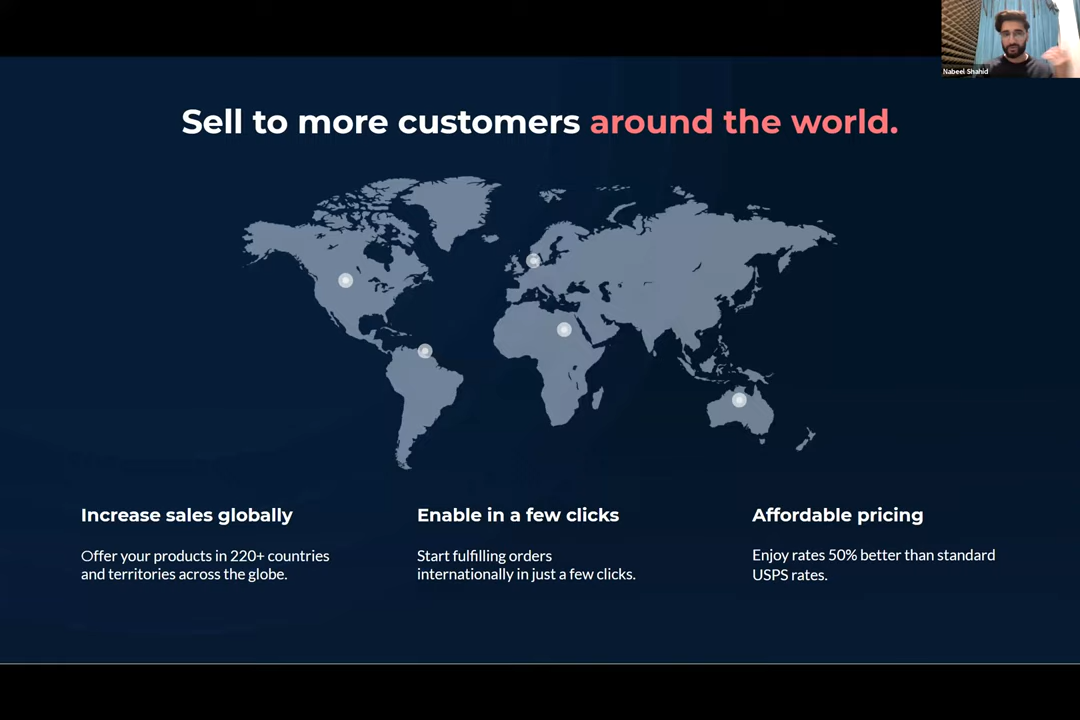 Nabeel Shahid
Sell to more customers around the world.
Increase sales globally
Offer your products in 220+ countries
and territories across the globe.
Enable in a few clicks
Start fulfilling orders
internationally in just a few clicks.
Affordable pricing
Enjoy rates 50% better than standard
USPS rates.